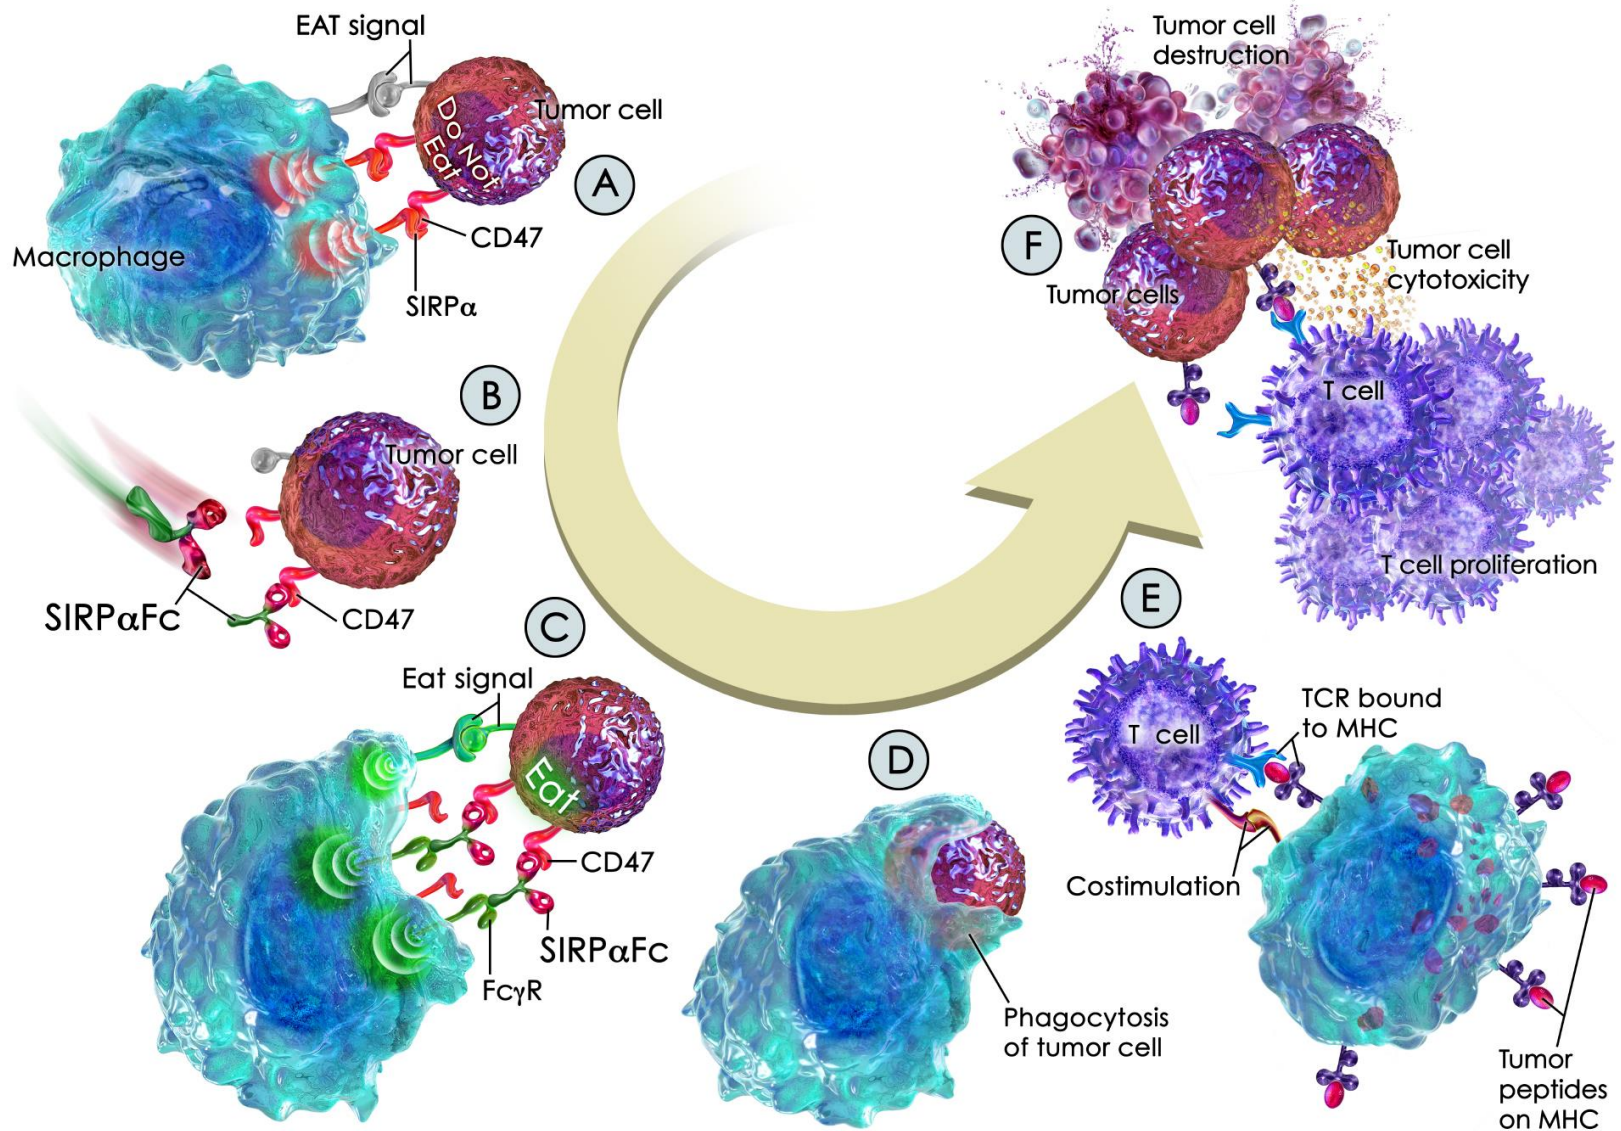 EAT signal
Tumor cell
Do Not
Eat
A
CD47
Macrophage
SIRPα
B
Tumor cell
SIRPαFc
CD47
C
Eat signal
Eat
CD47
SIRPαFc
FcγR
D
Phagocytosis
of tumor cell
E
T cell
TCR bound
to MHC
Costimulation
Tumor
peptides
on MHC
F
Tumor cell
destruction
Tumor cells
Tumor cell
cytotoxicity
T cell
T cell proliferation